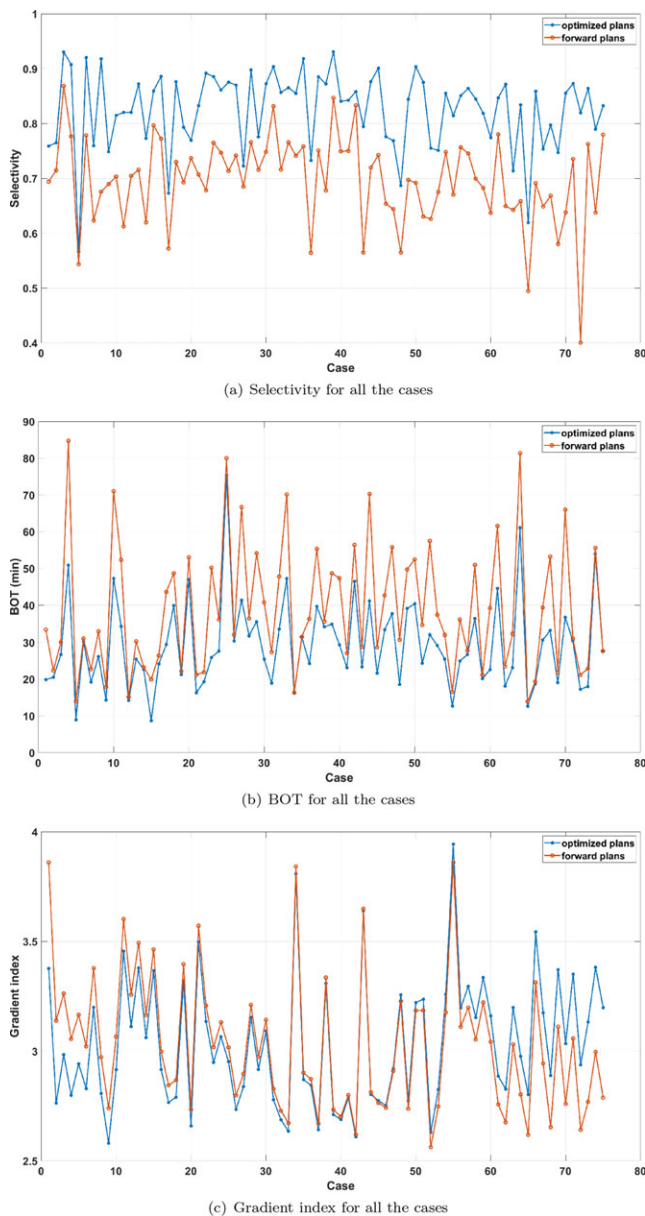 1
optimized plans
forward plans
0.9
0.8
Selectivity
0.7
0.6
0.5
0.4
0 10 20 30 40 50 60 70 80
Case
(a) Selectivity for all the cases
90
optimized plans
forward plans
80
70
60
BOT (min)
50
40
30
20
10
0
0 10 20 30 40 50 60 70 80
Case
(b) BOT for all the cases
4
optimized plans
forward plans
3.5
Gradient index
3
2.5
0 10 20 30 40 50 60 70 80
Case
(c) Gradient index for all the cases